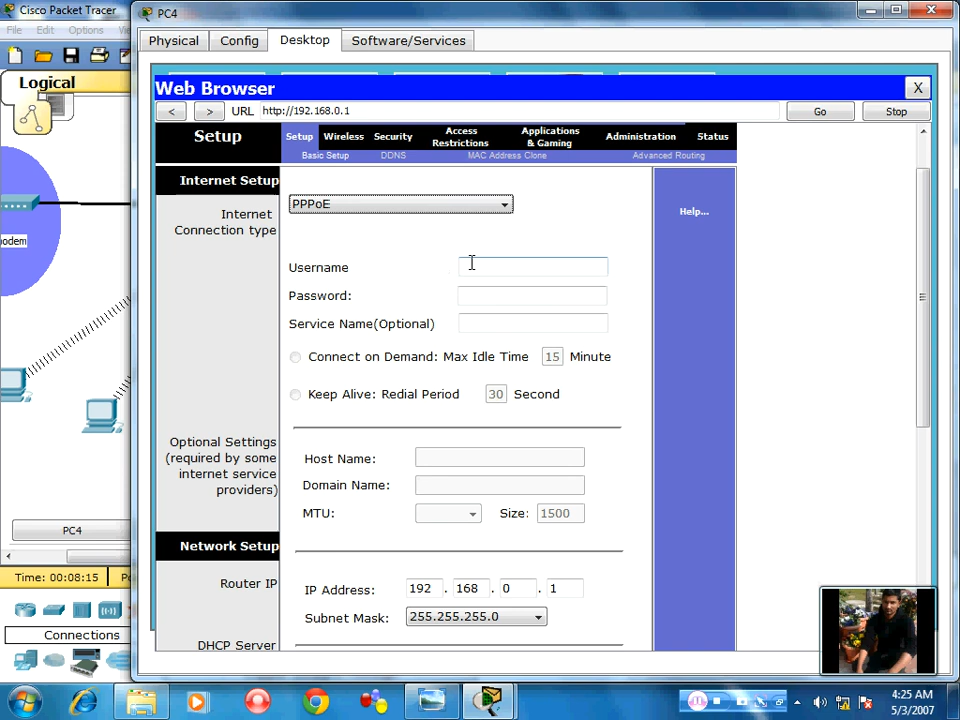 Cisco Packet Tracer
PC4
File Edit Options
Physical Config Desktop Software/Services
Logical
Web Browser X
< > URL http://192.168.0.1 Go Stop
Setup
Setup Wireless Security Access Restrictions Applications & Gaming Administration Status
Basic Setup DDNS MAC Address Clone Advanced Routing
Internet Setup
Internet Connection type
PPPoE
Help...
Username
Password:
Service Name(Optional)
Connect on Demand: Max Idle Time 15 Minute
Keep Alive: Redial Period 30 Second
Optional Settings
(required by some
internet service
providers)
Host Name:
Domain Name:
MTU: Size: 1500
Network Setup
Router IP
IP Address: 192 . 168 . 0 . 1
Subnet Mask: 255.255.255.0
DHCP Server
PC4
Time: 00:08:15
Connections
4:25 AM
5/3/2007